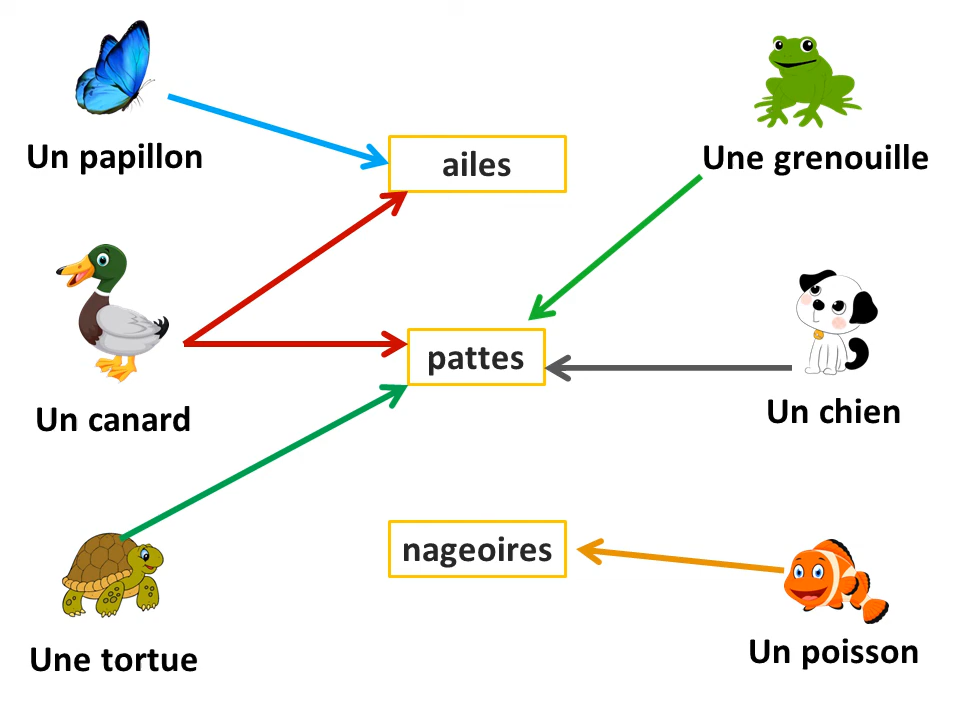 Un papillon
ailes
Une grenouille
pattes
Un canard
Un chien
nageoires
Une tortue
Un poisson